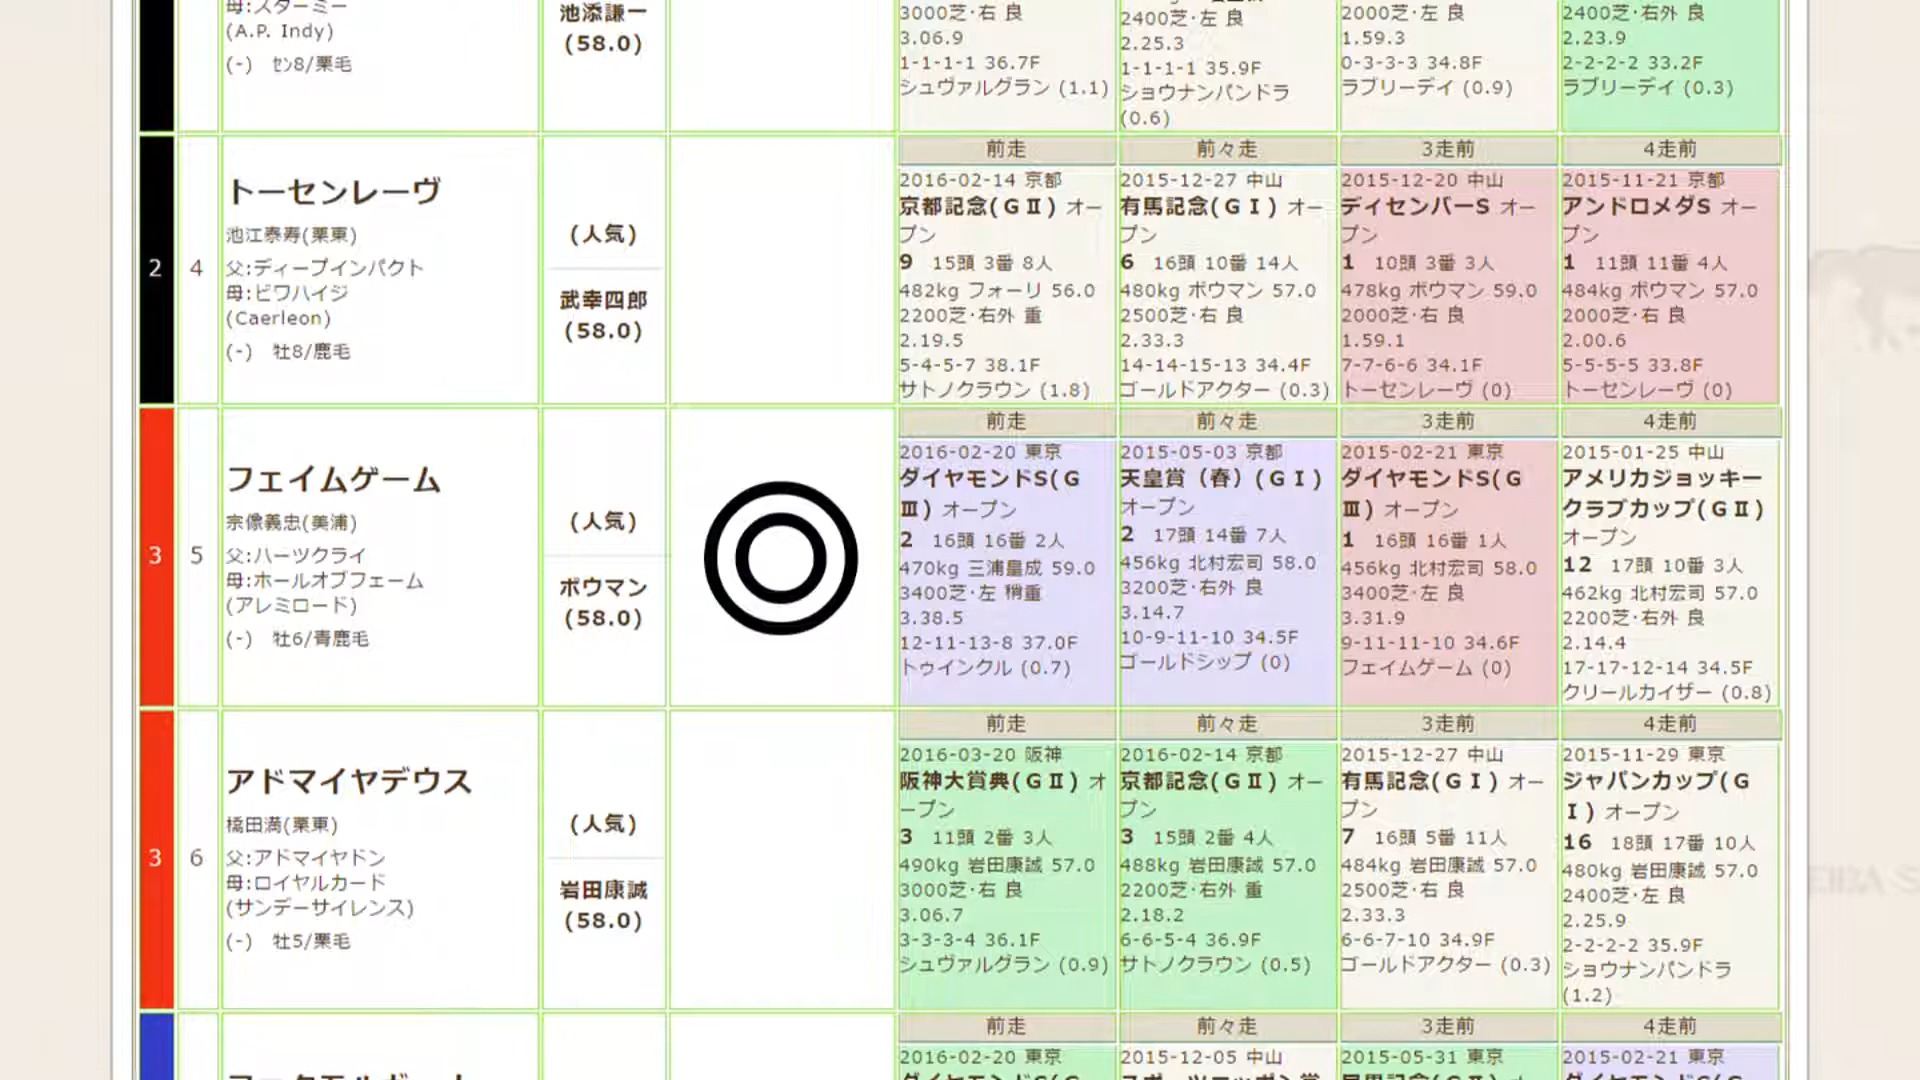 母:スターミー
(A.P. Indy)
(-) ｾﾝ8/栗毛
池添謙一
(58.0)
3000芝·右 良
3.06.9
1-1-1-1 36.7F
シュヴァルグラン (1.1)
2400芝·左 良
2.25.3
1-1-1-1 35.9F
ショウナンパンドラ
(0.6)
2000芝·左 良
1.59.3
0-3-3-3 34.8F
ラブリーデイ (0.9)
2400芝·右外 良
2.23.9
2-2-2-2 33.2F
ラブリーデイ (0.3)
2
4
トーセンレーヴ
池江泰寿(栗東)
父:ディープインパクト
母:ビワハイジ
(Caerleon)
(-) 牡8/鹿毛
(人気)
武幸四郎
(58.0)
前走
2016-02-14 京都
京都記念(GⅡ) オー
プン
9 15頭 3番 8人
482kg フォーリ 56.0
2200芝·右外 重
2.19.5
5-4-5-7 38.1F
サトノクラウン (1.8)
前々走
2015-12-27 中山
有馬記念(GⅠ) オー
プン
6 16頭 10番 14人
480kg ボウマン 57.0
2500芝·右 良
2.33.3
14-14-15-13 34.4F
ゴールドアクター (0.3)
3走前
2015-12-20 中山
ディセンバーS オー
プン
1 10頭 3番 3人
478kg ボウマン 59.0
2000芝·右 良
1.59.1
7-7-6-6 34.1F
トーセンレーヴ (0)
4走前
2015-11-21 京都
アンドロメダS オー
プン
1 11頭 11番 4人
484kg ボウマン 57.0
2000芝·右 良
2.00.6
5-5-5-5 33.8F
トーセンレーヴ (0)
3
5
フェイムゲーム
宗像義忠(美浦)
父:ハーツクライ
母:ホールオブフェーム
(アレミロード)
(-) 牡6/青鹿毛
(人気)
ボウマン
(58.0)
◎
前走
2016-02-20 東京
ダイヤモンドS(G
Ⅲ) オープン
2 16頭 16番 2人
470kg 三浦皇成 59.0
3400芝·左 稍重
3.38.5
12-11-13-8 37.0F
トゥインクル (0.7)
前々走
2015-05-03 京都
天皇賞（春）(GⅠ)
オープン
2 17頭 14番 7人
456kg 北村宏司 58.0
3200芝·右外 良
3.14.7
10-9-11-10 34.5F
ゴールドシップ (0)
3走前
2015-02-21 東京
ダイヤモンドS(G
Ⅲ) オープン
1 16頭 16番 1人
456kg 北村宏司 58.0
3400芝·左 良
3.31.9
9-11-11-10 34.6F
フェイムゲーム (0)
4走前
2015-01-25 中山
アメリカジョッキー
クラブカップ(GⅡ)
オープン
12 17頭 10番 3人
462kg 北村宏司 57.0
2200芝·右外 良
2.14.4
17-17-12-14 34.5F
クリールカイザー (0.8)
3
6
アドマイヤデウス
橋田満(栗東)
父:アドマイヤドン
母:ロイヤルカード
(サンデーサイレンス)
(-) 牡5/栗毛
(人気)
岩田康誠
(58.0)
前走
2016-03-20 阪神
阪神大賞典(GⅡ) オ
ープン
3 11頭 2番 3人
490kg 岩田康誠 57.0
3000芝·右 良
3.06.7
3-3-3-4 36.1F
シュヴァルグラン (0.9)
前々走
2016-02-14 京都
京都記念(GⅡ) オー
プン
3 15頭 2番 4人
488kg 岩田康誠 57.0
2200芝·右外 重
2.18.2
6-6-5-4 36.9F
サトノクラウン (0.5)
3走前
2015-12-27 中山
有馬記念(GⅠ) オー
プン
7 16頭 5番 11人
484kg 岩田康誠 57.0
2500芝·右 良
2.33.3
6-6-7-10 34.9F
ゴールドアクター (0.3)
4走前
2015-11-29 東京
ジャパンカップ(G
Ⅰ) オープン
16 18頭 17番 10人
480kg 岩田康誠 57.0
2400芝·左 良
2.25.9
2-2-2-2 35.9F
ショウナンパンドラ
(1.2)
前走
2016-02-20 東京
ダイヤモンドS(G
前々走
2015-12-05 中山
3走前
2015-05-31 東京
4走前
2015-02-21 東京
ダイヤモンドS(G